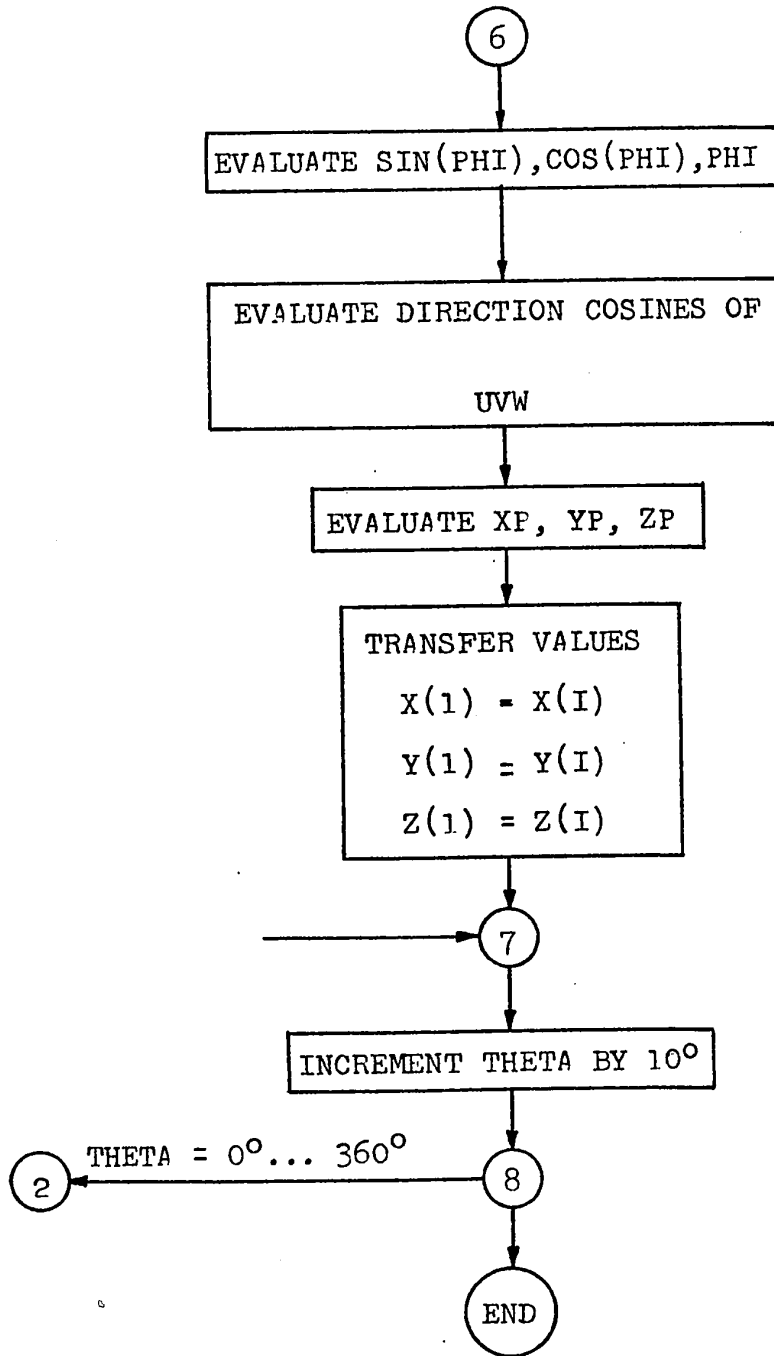 6
EVALUATE SIN(PHI),COS(PHI),PHI
EVALUATE DIRECTION COSINES OF
UVW
EVALUATE XP, YP, ZP
TRANSFER VALUES
X(1) = X(I)
Y(1) = Y(I)
Z(1) = Z(I)
7
INCREMENT THETA BY 10°
THETA = 0°... 360°
2
8
END